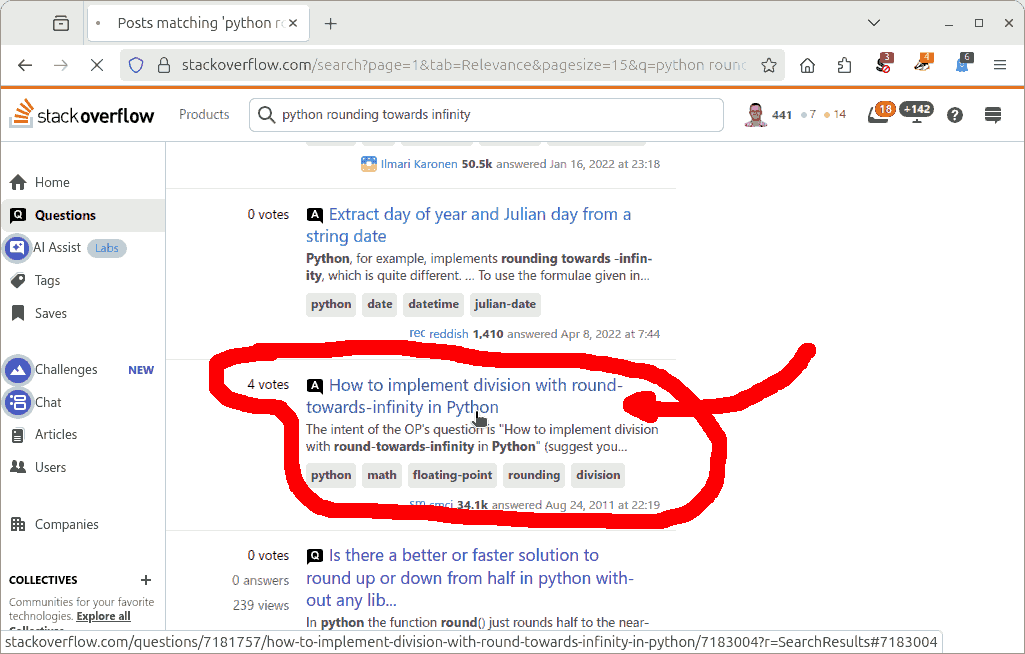 Posts matching 'python r
stackoverflow.com/search?page=1&tab=Relevance&pagesize=15&q=python roun
3
4
6
stackoverflow
Products
python rounding towards infinity
441
7
14
18
+142
Ilmari Karonen 50.5k answered Jan 16, 2022 at 23:18
Home
Questions
AI Assist
Labs
Tags
Saves
Challenges
NEW
Chat
Articles
Users
Companies
COLLECTIVES
Communities for your favorite
technologies. Explore all
0 votes
A Extract day of year and Julian day from a
string date
Python, for example, implements rounding towards -infin-
ity, which is quite different. ... To use the formulae given in...
python date datetime julian-date
rec reddish 1,410 answered Apr 8, 2022 at 7:44
4 votes
A How to implement division with round-
towards-infinity in Python
The intent of the OP's question is "How to implement division
with round-towards-infinity in Python" (suggest you...
python math floating-point rounding division
smci 34.1k answered Aug 24, 2011 at 22:19
0 votes
0 answers
239 views
Q Is there a better or faster solution to
round up or down from half in python with-
out any lib...
In python the function round() just rounds half to the near-
stackoverflow.com/questions/7181757/how-to-implement-division-with-round-towards-infinity-in-python/7183004?r=SearchResults#7183004